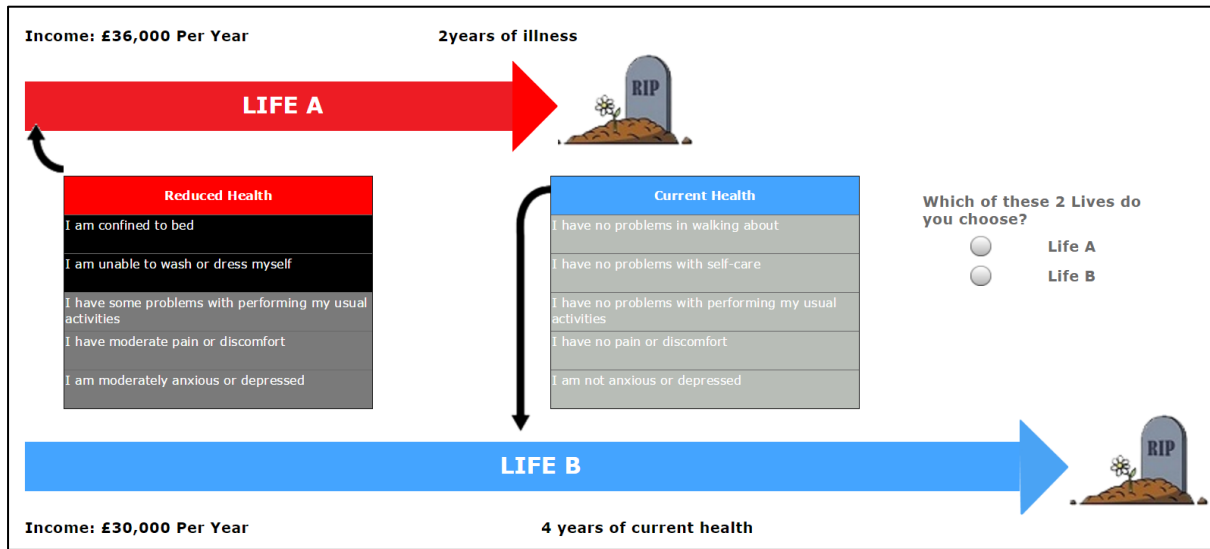 Income: £36,000 Per Year
2years of illness
LIFE A
RIP
Reduced Health
I am confined to bed
I am unable to wash or dress myself
I have some problems with performing my usual
activities
I have moderate pain or discomfort
I am moderately anxious or depressed
Current Health
I have no problems in walking about
I have no problems with self-care
I have no problems with performing my usual
activities
I have no pain or discomfort
I am not anxious or depressed
Which of these 2 Lives do
you choose?
Life A
Life B
LIFE B
RIP
Income: £30,000 Per Year
4 years of current health